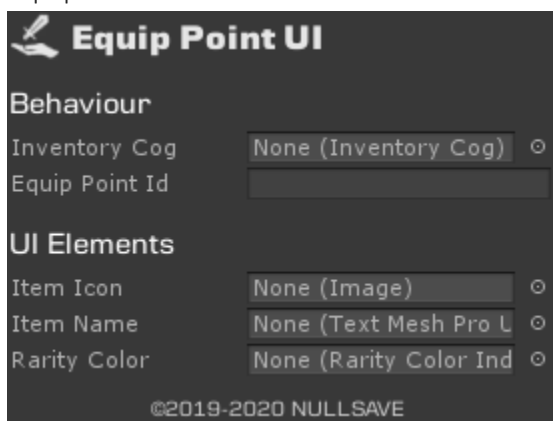 Equip Point UI
Behaviour
Inventory Cog None (Inventory Cog)
Equip Point Id
UI Elements
Item Icon None (Image)
Item Name None (Text Mesh Pro U
Rarity Color None (Rarity Color Ind
©2019-2020 NULLSAVE